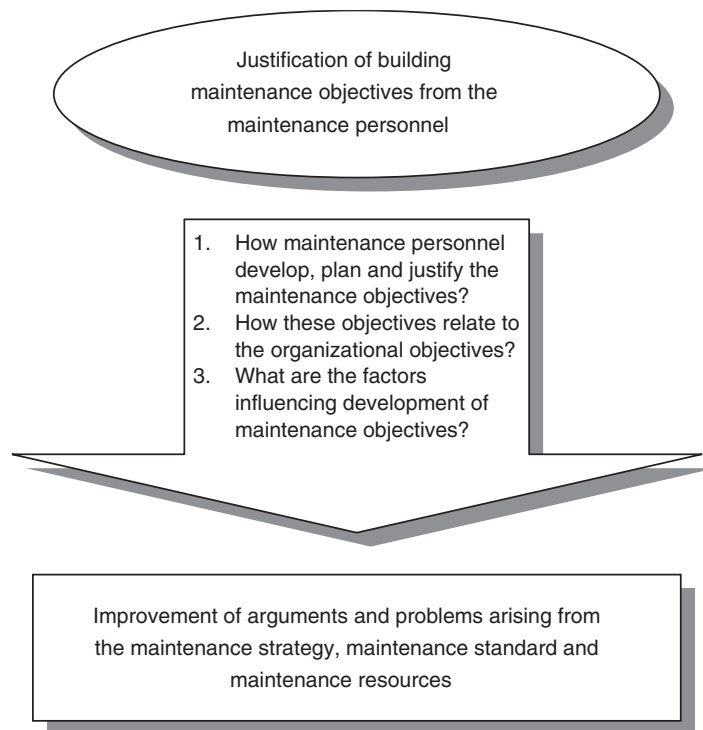 Justification of building
maintenance objectives from the
maintenance personnel
1. How maintenance personnel
develop, plan and justify the
maintenance objectives?
2. How these objectives relate to
the organizational objectives?
3. What are the factors
influencing development of
maintenance objectives?
Improvement of arguments and problems arising from
the maintenance strategy, maintenance standard and
maintenance resources